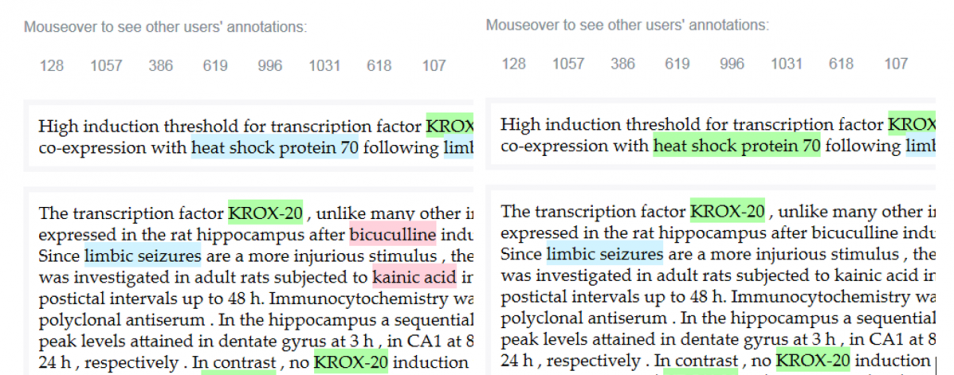 Mouseover to see other users' annotations:
128 1057 386 619 996 1031 618 107
High induction threshold for transcription factor KROX
co-expression with heat shock protein 70 following limb
The transcription factor KROX-20 , unlike many other
expressed in the rat hippocampus after bicuculline indu
Since limbic seizures are a more injurious stimulus , the
was investigated in adult rats subjected to kainic acid in
postictal intervals up to 48 h. Immunocytochemistry wa
polyclonal antiserum . In the hippocampus a sequential
peak levels attained in dentate gyrus at 3 h , in CA1 at 8
24 h , respectively . In contrast , no KROX-20 induction
Mouseover to see other users' annotations:
128 1057 386 619 996 1031 618 107
High induction threshold for transcription factor KROX
co-expression with heat shock protein 70 following limb
The transcription factor KROX-20 , unlike many other
expressed in the rat hippocampus after bicuculline indu
Since limbic seizures are a more injurious stimulus , the
was investigated in adult rats subjected to kainic acid in
postictal intervals up to 48 h. Immunocytochemistry wa
polyclonal antiserum . In the hippocampus a sequential
peak levels attained in dentate gyrus at 3 h , in CA1 at 8
24 h , respectively . In contrast , no KROX-20 induction